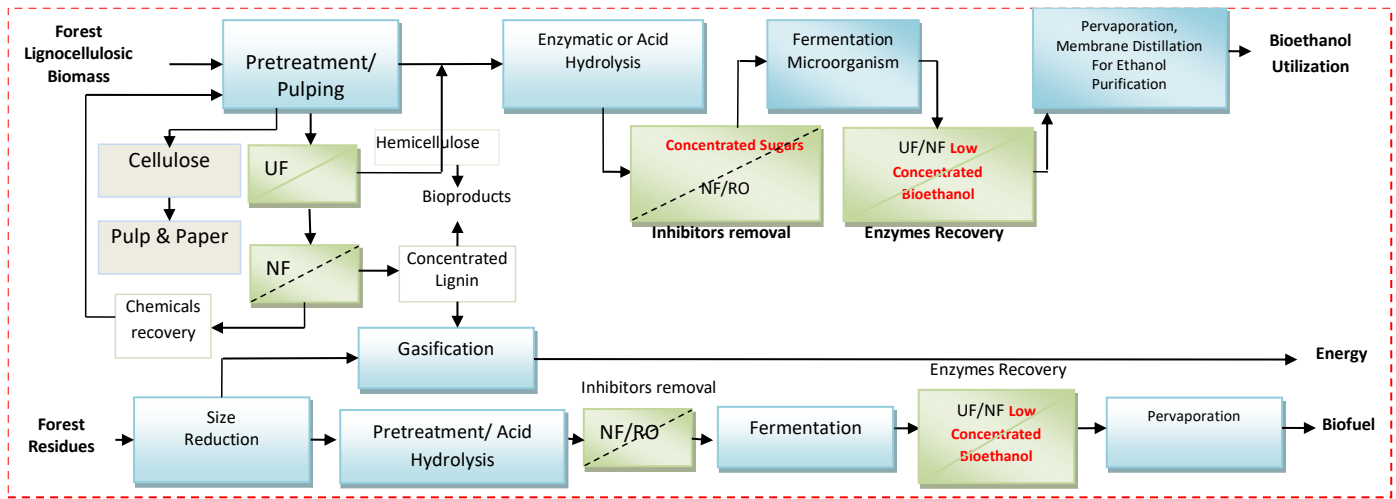 Forest
Lignocellulosic
Biomass
Pretreatment/
Pulping
Enzymatic or Acid
Hydrolysis
Fermentation
Microorganism
Pervaporation,
Membrane Distillation
For Ethanol
Purification
Bioethanol
Utilization
Cellulose
UF
Hemicellulose
Bioproducts
Concentrated Sugars
NF/RO
Inhibitors removal
UF/NF Low
Concentrated
Bioethanol
Enzymes Recovery
Pulp & Paper
NF
Concentrated
Lignin
Chemicals
recovery
Gasification
Energy
Forest
Residues
Size
Reduction
Pretreatment/ Acid
Hydrolysis
Inhibitors removal
NF/RO
Fermentation
Enzymes Recovery
UF/NF Low
Concentrated
Bioethanol
Pervaporation
Biofuel